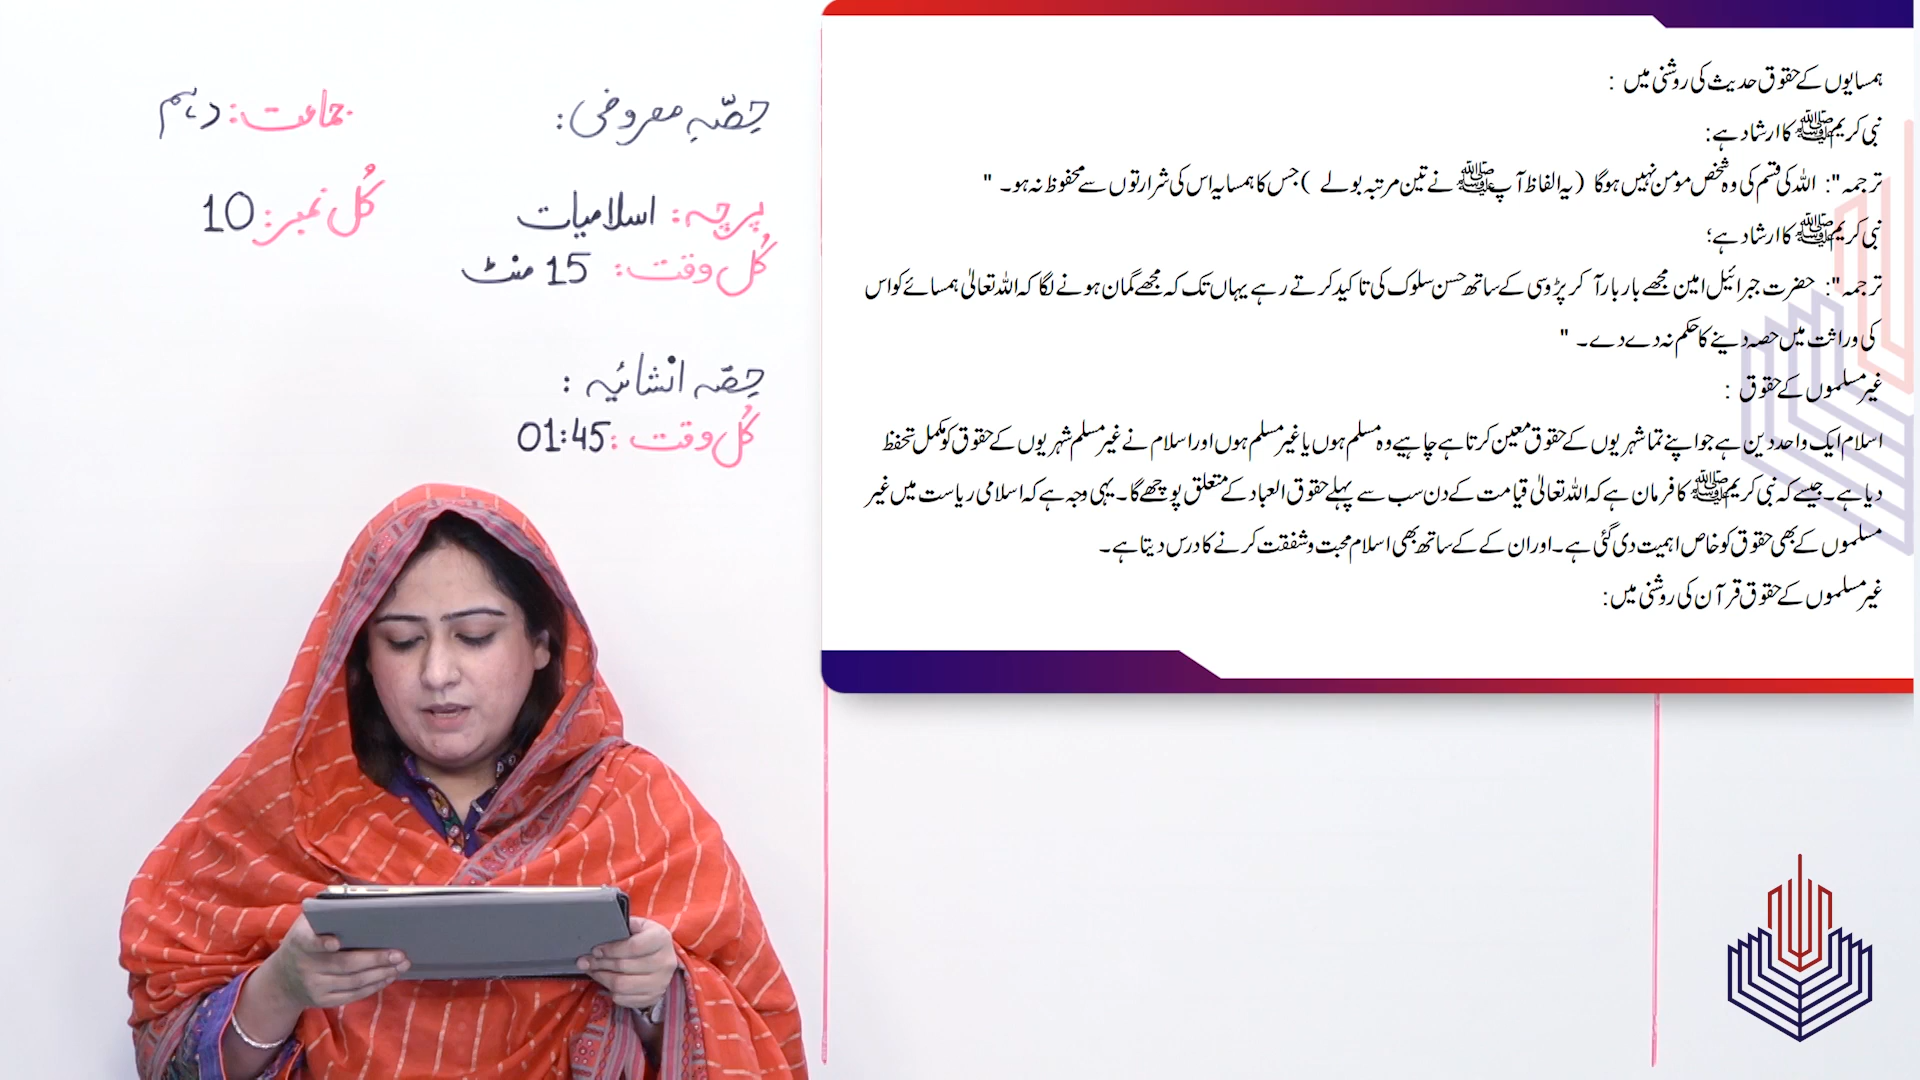 حِصّہِ معروضی:
جماعت: دہم
پرچہ: اسلامیات
کُل نمبر: 10
کُل وقت: 15 منٹ
حِصّہ انشائیہ :
کُل وقت: 01:45
ہمسایوں کے حقوق حدیث کی روشنی میں :
نبی کریم ﷺ کا ارشاد ہے:
ترجمہ": اللہ کی قسم کی وہ شخص مومن نہیں ہوگا (یہ الفاظ آپ ﷺ نے تین مرتبہ بولے ) جس کا ہمسایہ اس کی شرارتوں سے محفوظ نہ ہو۔ "
نبی کریم ﷺ کا ارشاد ہے؛
ترجمہ": حضرت جبرائیل امین مجھے بار بار آ کر پڑوسی کے ساتھ حسن سلوک کی تاکید کرتے رہے یہاں تک کہ مجھے گمان ہونے لگا کہ اللہ تعالیٰ ہمسائے کو اس
کی وراثت میں حصہ دینے کا حکم نہ دے دے۔ "
غیر مسلموں کے حقوق :
اسلام ایک واحد دین ہے جو اپنے تما شہریوں کے حقوق معین کرتا ہے چاہیے وہ مسلم ہوں یا غیر مسلم ہوں اور اسلام نے غیر مسلم شہریوں کے حقوق کو مکمل تحفظ
دیا ہے۔ جیسے کہ نبی کریم ﷺ کا فرمان ہے کہ اللہ تعالیٰ قیامت کے دن سب سے پہلے حقوق العباد کے متعلق پوچھے گا۔ یہی وجہ ہے کہ اسلامی ریاست میں غیر
مسلموں کے بھی حقوق کو خاص اہمیت دی گئی ہے۔ اور ان کے کے ساتھ بھی اسلام محبت و شفقت کرنے کا درس دیتا ہے۔
غیر مسلموں کے حقوق قرآن کی روشنی میں: